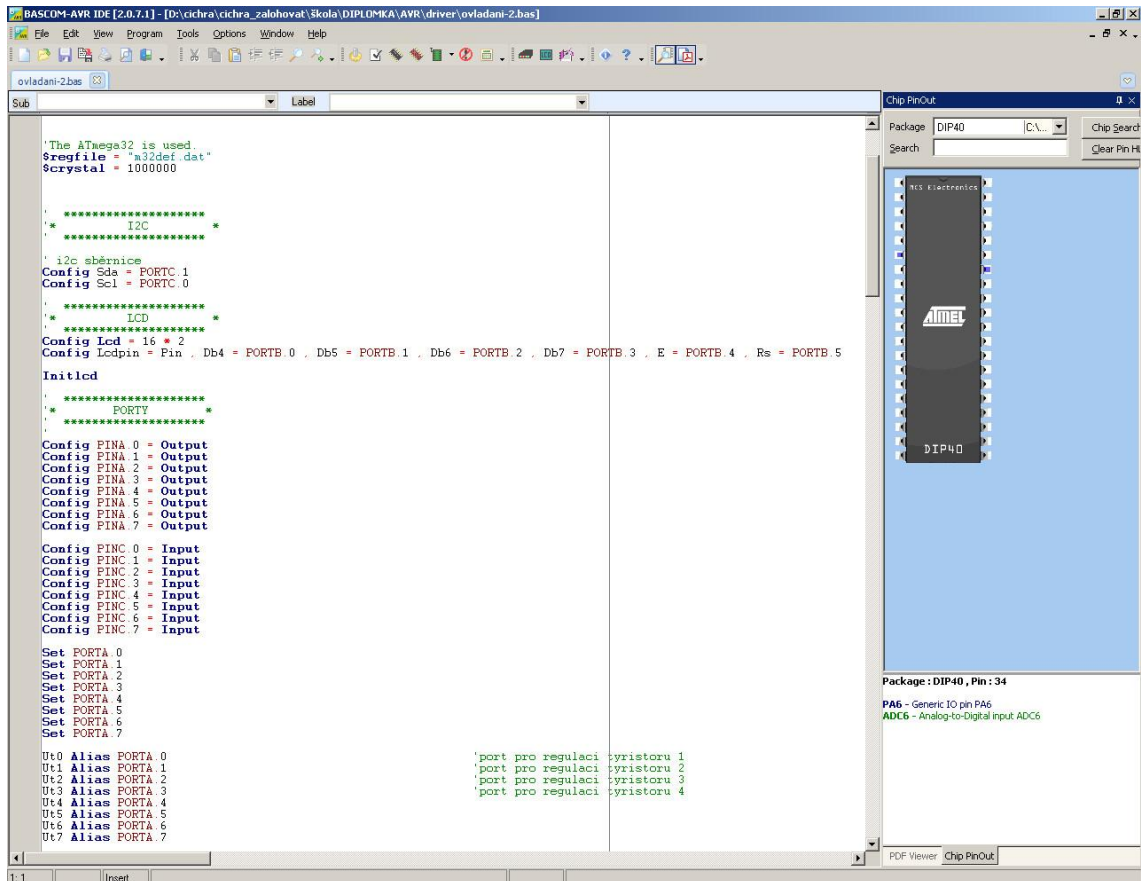 BASCOM-AVR IDE [2.0.7.1] - [D:\cichra\cichra_zalohovat\škola\DIPLOMKA\AVR\driver\ovladani-2.bas]
File Edit View Program Tools Options Window Help
ovladani-2.bas
Sub Label
'The ATmega32 is used.
$regfile = "m32def.dat"
$crystal = 1000000
' ********************
'* I2C *
' ********************
' i2c sběrnice
Config Sda = PORTC.1
Config Scl = PORTC.0
' ********************
'* LCD *
' ********************
Config Lcd = 16 * 2
Config Lcdpin = Pin , Db4 = PORTB.0 , Db5 = PORTB.1 , Db6 = PORTB.2 , Db7 = PORTB.3 , E = PORTB.4 , Rs = PORTB.5
Initlcd
' ********************
'* PORTY *
' ********************
'
Config PINA.0 = Output
Config PINA.1 = Output
Config PINA.2 = Output
Config PINA.3 = Output
Config PINA.4 = Output
Config PINA.5 = Output
Config PINA.6 = Output
Config PINA.7 = Output
Config PINC.0 = Input
Config PINC.1 = Input
Config PINC.2 = Input
Config PINC.3 = Input
Config PINC.4 = Input
Config PINC.5 = Input
Config PINC.6 = Input
Config PINC.7 = Input
Set PORTA.0
Set PORTA.1
Set PORTA.2
Set PORTA.3
Set PORTA.4
Set PORTA.5
Set PORTA.6
Set PORTA.7
Ut0 Alias PORTA.0 'port pro regulaci tyristoru 1
Ut1 Alias PORTA.1 'port pro regulaci tyristoru 2
Ut2 Alias PORTA.2 'port pro regulaci tyristoru 3
Ut3 Alias PORTA.3 'port pro regulaci tyristoru 4
Ut4 Alias PORTA.4
Ut5 Alias PORTA.5
Ut6 Alias PORTA.6
Ut7 Alias PORTA.7
Chip PinOut
Package DIP40 C:\... Chip Search
Search Clear Pin HL
MCS Electronics
ATMEL
DIP40
Package : DIP40 , Pin : 34
PA6 - Generic IO pin PA6
ADC6 - Analog-to-Digital input ADC6
PDF Viewer Chip PinOut
1: 1 Insert